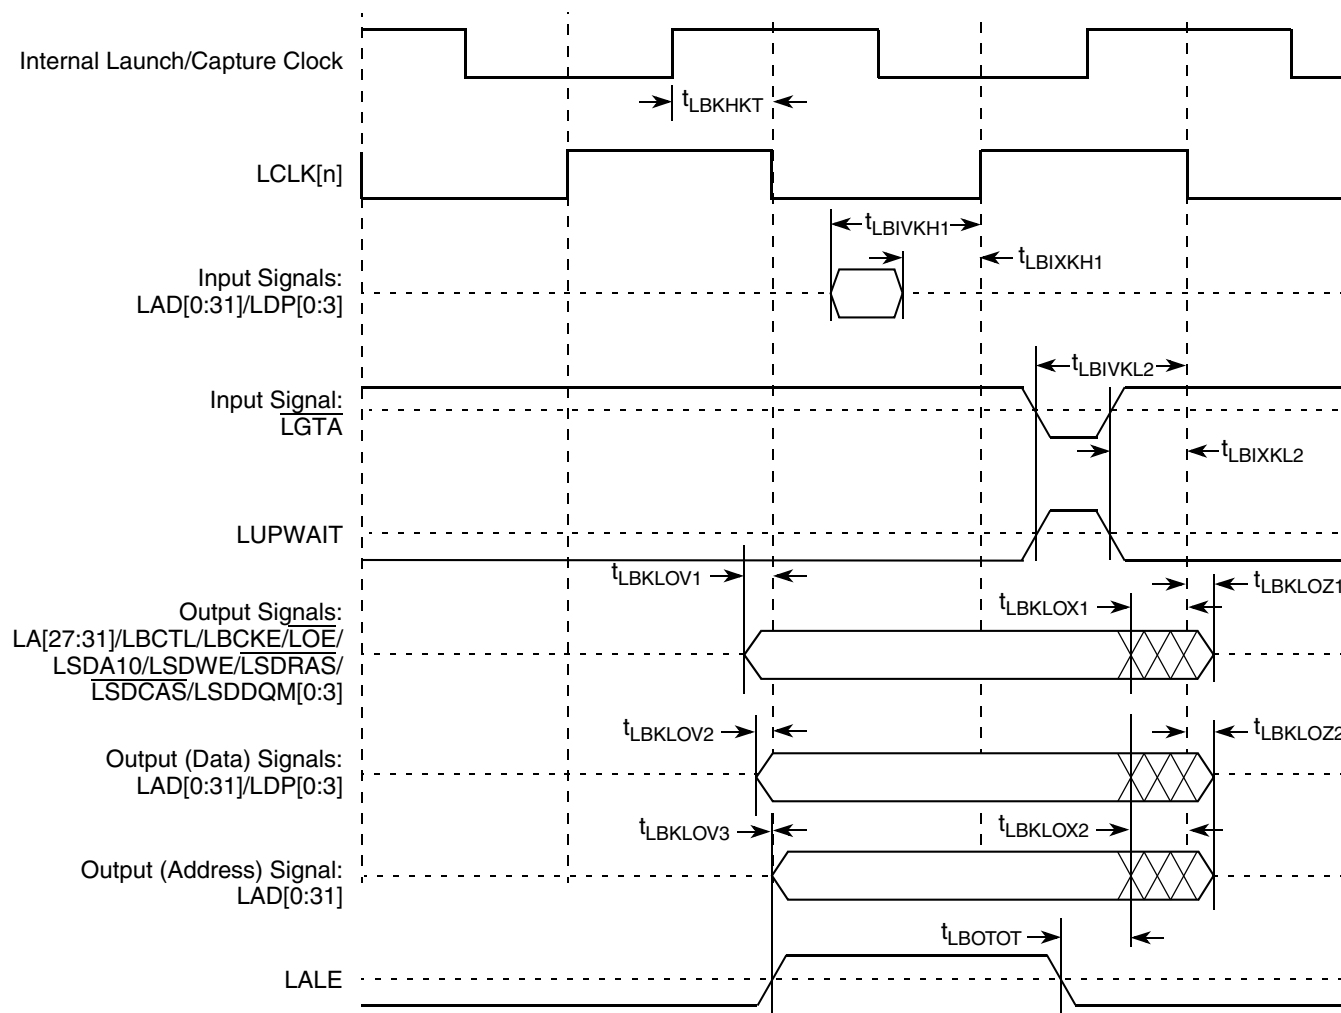 Internal Launch/Capture Clock
tLBKHKT
LCLK[n]
tLBIVKH1
tLBIXKH1
Input Signals:
LAD[0:31]/LDP[0:3]
tLBIVKL2
Input Signal:
LGTA
tLBIXKL2
LUPWAIT
tLBKLOV1
tLBKLOZ1
tLBKLOX1
Output Signals:
LA[27:31]/LBCTL/LBCKE/LOE/
LSDA10/LSDWE/LSDRAS/
LSDCAS/LSDDQM[0:3]
tLBKLOV2
tLBKLOZ2
Output (Data) Signals:
LAD[0:31]/LDP[0:3]
tLBKLOV3
tLBKLOX2
Output (Address) Signal:
LAD[0:31]
tLBOTOT
LALE